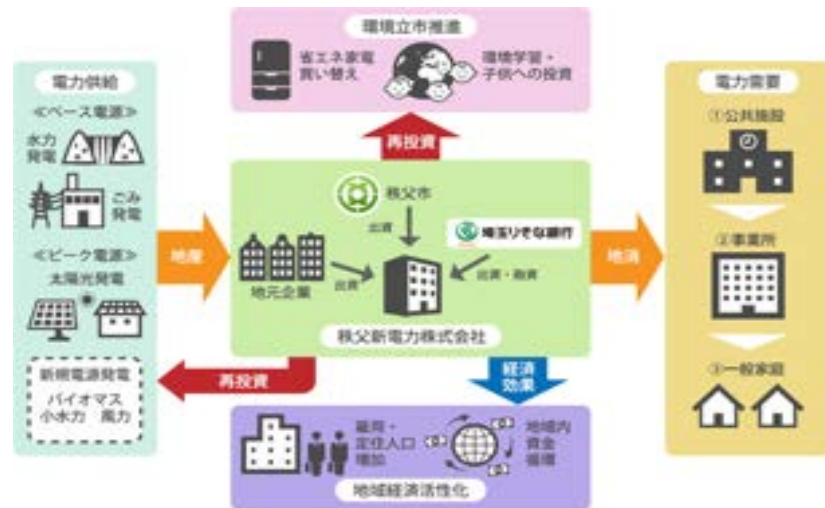 環境立市推進
省エネ家電
買い替え
環境学習・
子供への投資
電力供給
≪ベース電源≫
水力
発電
ごみ
発電
≪ピーク電源≫
太陽光発電
新規電源発電
バイオマス
小水力 風力
地産
再投資
秩父市
出資
埼玉りそな銀行
地元企業
出資
出資・融資
秩父新電力株式会社
地消
再投資
経済
効果
雇用・
定住人口
増加
地域内
資金
循環
地域経済活性化
電力需要
①公共施設
②事業所
③一般家庭